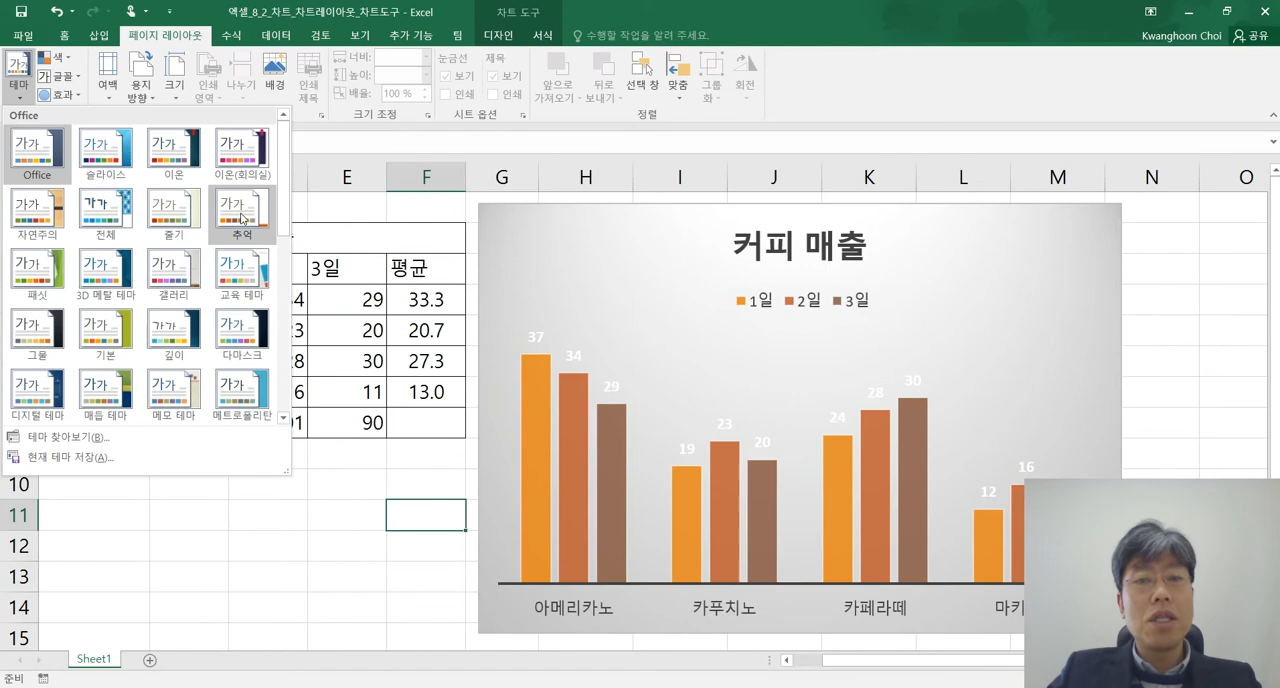 엑셀_8_2_차트_차트레이아웃_차트도구 - Excel
차트 도구
파일 홈 삽입 페이지 레이아웃 수식 데이터 검토 보기 추가 기능 팀 디자인 서식 수행할 작업을 알려 주세요.
Kwanghoon Choi 공유
테마 색 글꼴 효과
여백 용지 방향 크기 인쇄 영역 나누기 배경 인쇄 제목
너비: 높이: 배율: 100 %
크기 조정
눈금선 제목
보기 보기
인쇄 인쇄
시트 옵션
앞으로 가져오기 뒤로 보내기 선택 창 맞춤 그룹화 회전
정렬
Office
Office 슬라이스 이온 이온(회의실)
자연주의 전체 줄기 추억
패싯 3D 메탈 테마 갤러리 교육 테마
그물 기본 깊이 다마스크
디지털 테마 매듭 테마 메모 테마 메트로폴리탄
테마 찾아보기(B)...
현재 테마 저장(A)...
E F G H I J K L M N O
3일 평균
4 29 33.3
3 20 20.7
8 30 27.3
6 11 13.0
01 90
10
11
12
13
14
15
커피 매출
1일 2일 3일
37 34 29
19 23 20
24 28 30
12 16
아메리카노 카푸치노 카페라떼 마키
Sheet1
준비